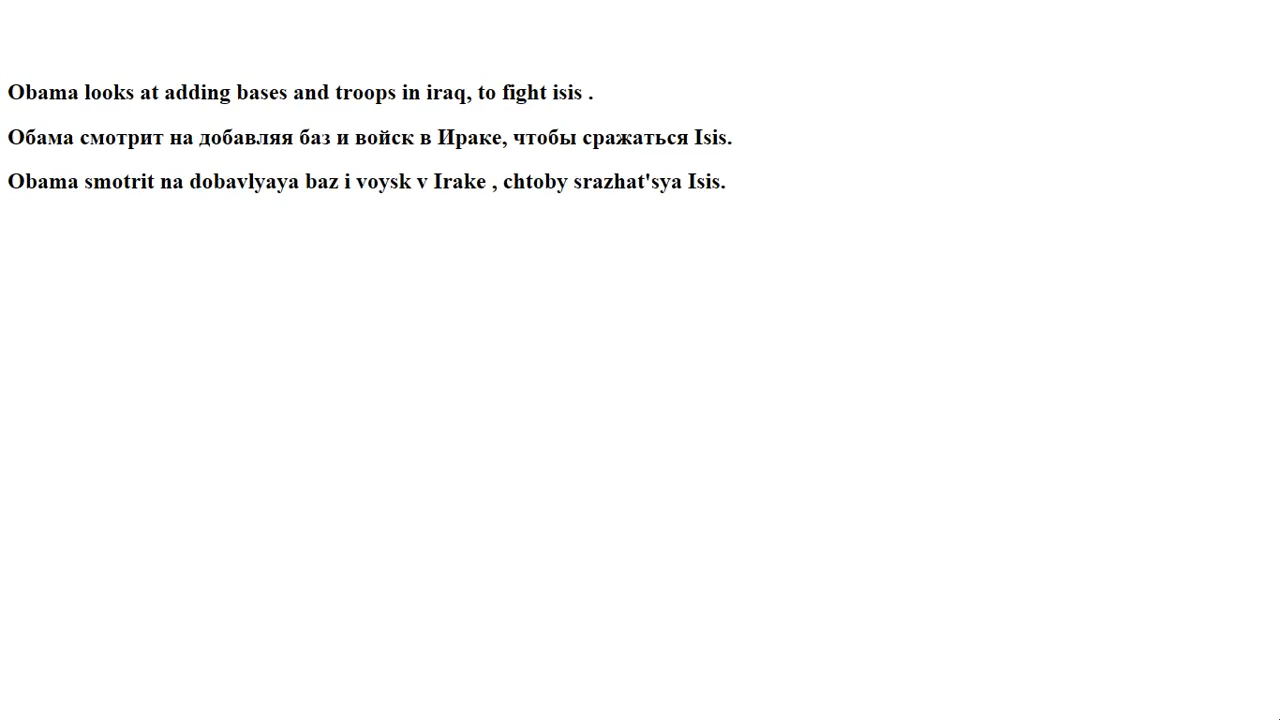 Obama looks at adding bases and troops in iraq, to fight isis .
Обама смотрит на добавляя баз и войск в Ираке, чтобы сражаться Isis.
Obama smotrit na dobavlyaya baz i voysk v Irake , chtoby srazhat'sya Isis.